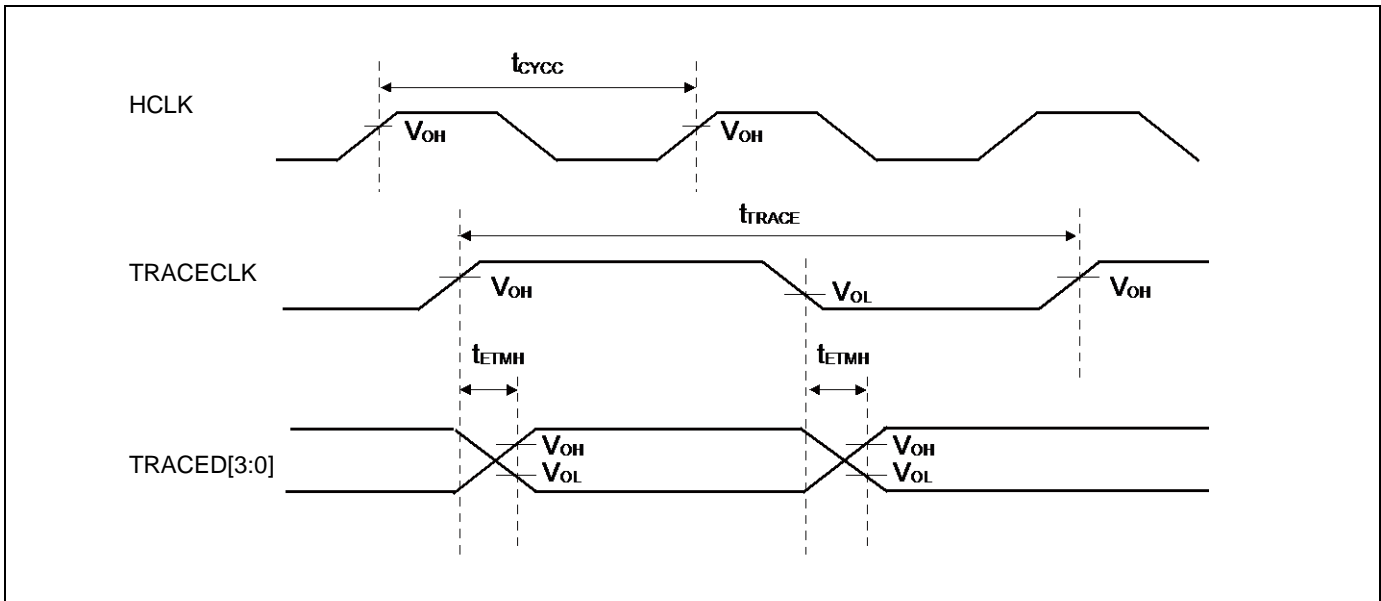 tCYCC
HCLK
VOH VOH
tTRACE
TRACECLK
VOH VOL VOH
tETMH tETMH
VOH VOH
TRACED[3:0]
VOL VOL